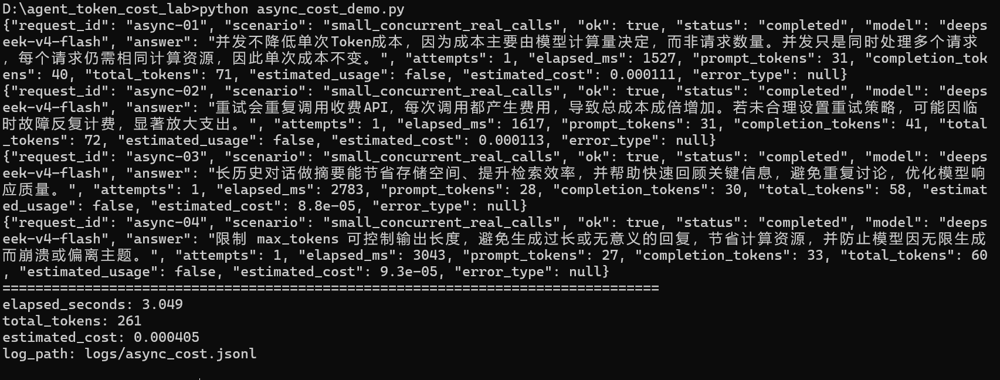 D:\agent_token_cost_lab>python async_cost_demo.py
{"request_id": "async-01", "scenario": "small_concurrent_real_calls", "ok": true, "status": "completed", "model": "deeps
eek-v4-flash", "answer": "并发不降低单次Token成本，因为成本主要由模型计算量决定，而非请求数量。并发只是同时处理多个请求
，每个请求仍需相同计算资源，因此单次成本不变。", "attempts": 1, "elapsed_ms": 1527, "prompt_tokens": 31, "completion_tok
ens": 40, "total_tokens": 71, "estimated_usage": false, "estimated_cost": 0.000111, "error_type": null}
{"request_id": "async-02", "scenario": "small_concurrent_real_calls", "ok": true, "status": "completed", "model": "deeps
eek-v4-flash", "answer": "重试会重复调用收费API，每次调用都产生费用，导致总成本成倍增加。若未合理设置重试策略，可能因临
时故障反复计费，显著放大支出。", "attempts": 1, "elapsed_ms": 1617, "prompt_tokens": 31, "completion_tokens": 41, "total
_tokens": 72, "estimated_usage": false, "estimated_cost": 0.000113, "error_type": null}
{"request_id": "async-03", "scenario": "small_concurrent_real_calls", "ok": true, "status": "completed", "model": "deeps
eek-v4-flash", "answer": "长历史对话做摘要能节省存储空间、提升检索效率，并帮助快速回顾关键信息，避免重复讨论，优化模型响
应质量。", "attempts": 1, "elapsed_ms": 2783, "prompt_tokens": 28, "completion_tokens": 30, "total_tokens": 58, "estimat
ed_usage": false, "estimated_cost": 8.8e-05, "error_type": null}
{"request_id": "async-04", "scenario": "small_concurrent_real_calls", "ok": true, "status": "completed", "model": "deeps
eek-v4-flash", "answer": "限制 max_tokens 可控制输出长度，避免生成过长或无意义的回复，节省计算资源，并防止模型因无限生成
而崩溃或偏离主题。", "attempts": 1, "elapsed_ms": 3043, "prompt_tokens": 27, "completion_tokens": 33, "total_tokens": 60
, "estimated_usage": false, "estimated_cost": 9.3e-05, "error_type": null}
================================================================================
elapsed_seconds: 3.049
total_tokens: 261
estimated_cost: 0.000405
log_path: logs/async_cost.jsonl